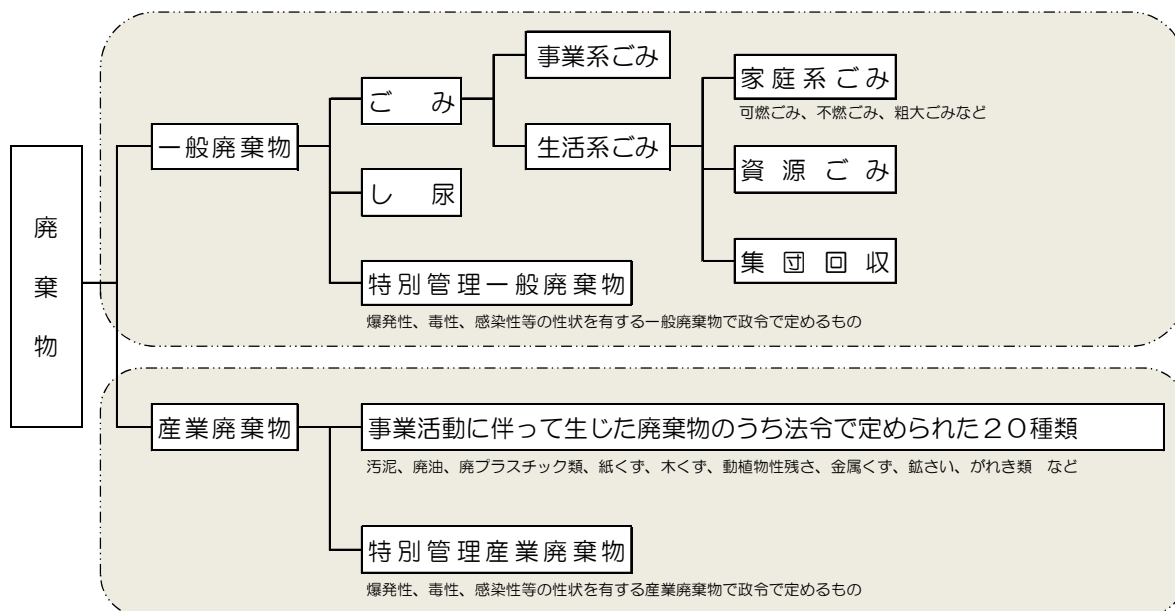 廃棄物
一般廃棄物
ごみ
事業系ごみ
生活系ごみ
家庭系ごみ
可燃ごみ、不燃ごみ、粗大ごみなど
資源ごみ
集団回収
し尿
特別管理一般廃棄物
爆発性、毒性、感染性等の性状を有する一般廃棄物で政令で定めるもの
産業廃棄物
事業活動に伴って生じた廃棄物のうち法令で定められた20種類
汚泥、廃油、廃プラスチック類、紙くず、木くず、動植物性残さ、金属くず、鉱さい、がれき類　など
特別管理産業廃棄物
爆発性、毒性、感染性等の性状を有する産業廃棄物で政令で定めるもの